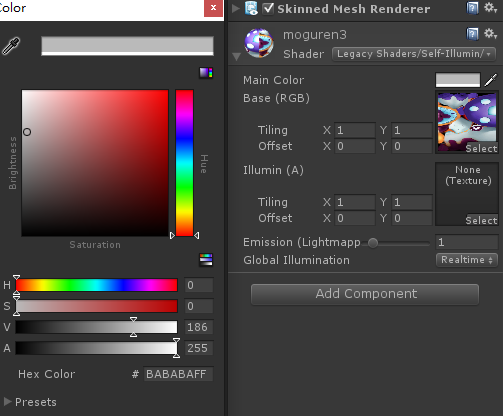 Color
x
Brightness
Hue
Saturation
H 0
S 0
V 186
A 255
Hex Color # BABABAFF
Presets
Skinned Mesh Renderer
moguren3
Shader Legacy Shaders/Self-Illumin/
Main Color
Base (RGB)
Tiling X 1 Y 1
Offset X 0 Y 0
Select
Illumin (A)
None
(Texture)
Tiling X 1 Y 1
Offset X 0 Y 0
Select
Emission (Lightmapp 1
Global Illumination Realtime
Add Component